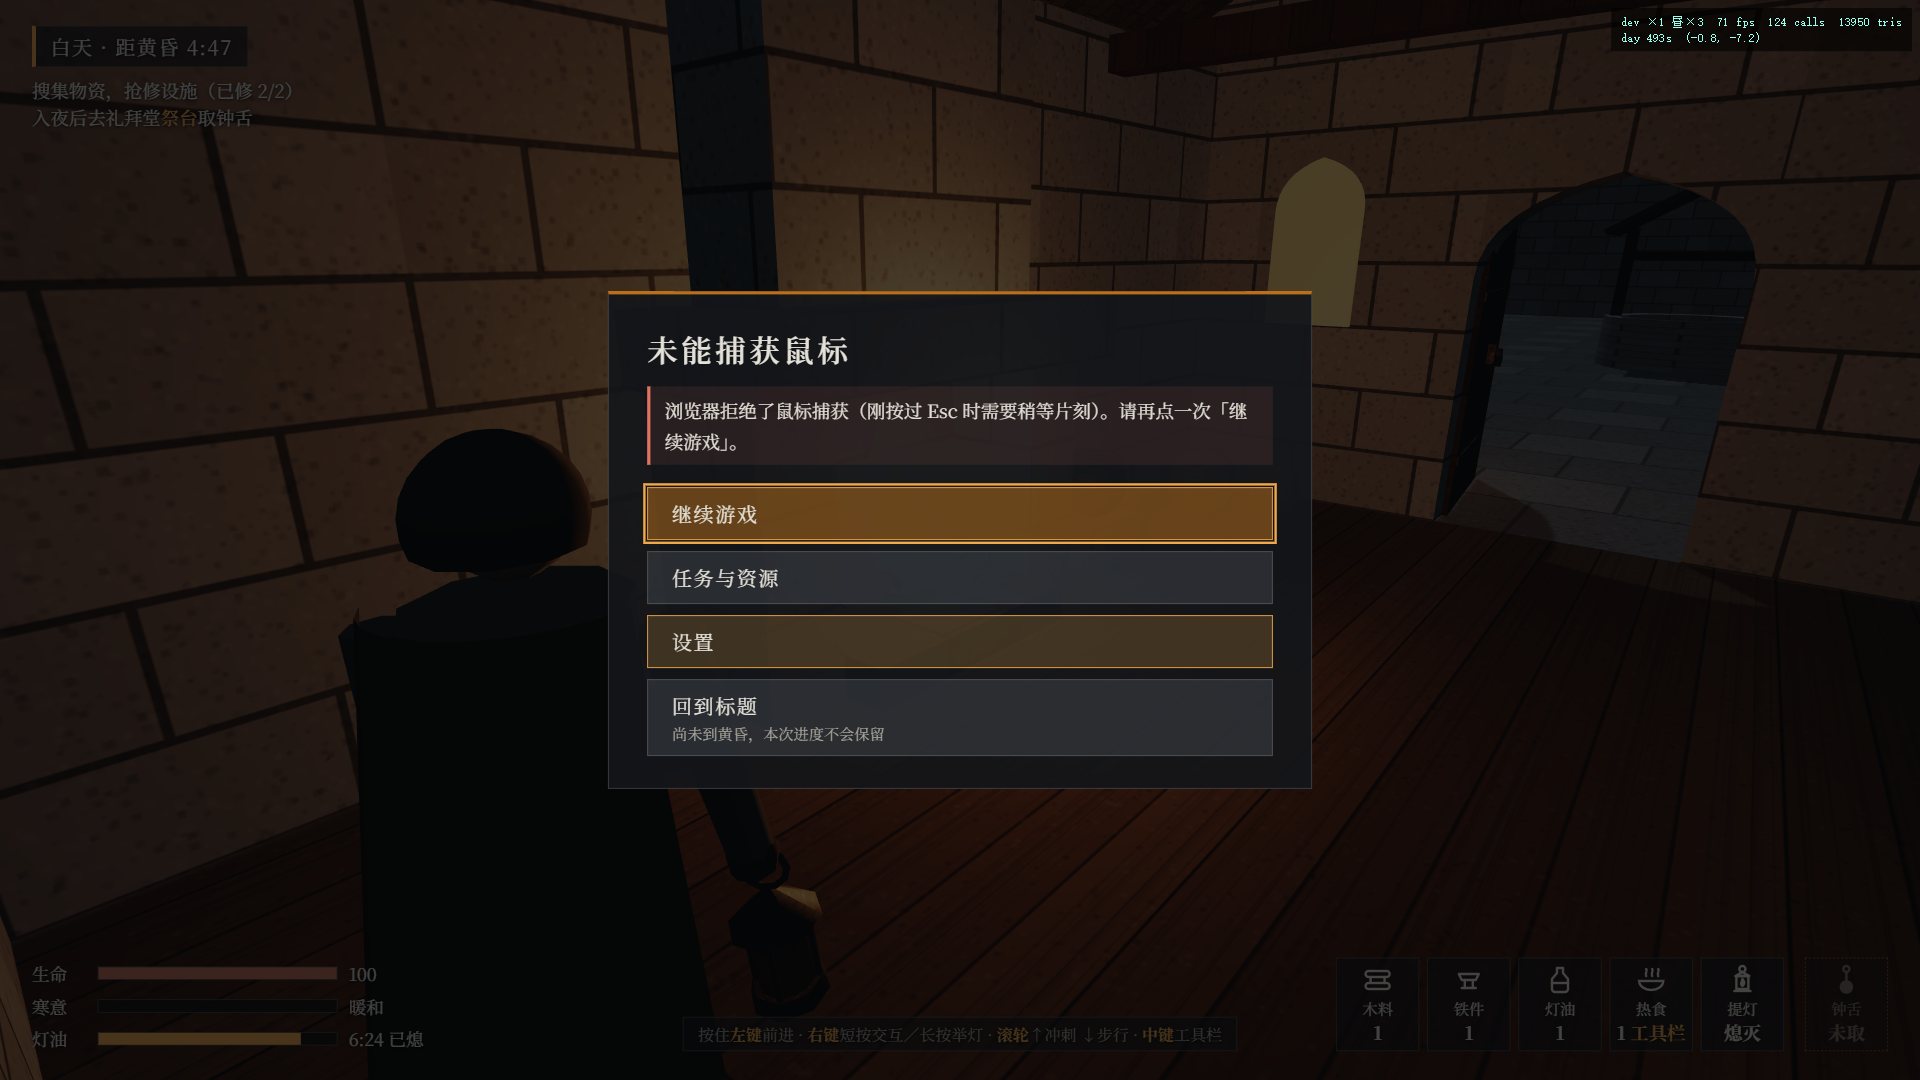 白天 · 距黄昏 4:47
搜集物资，抢修设施（已修 2/2）
入夜后去礼拜堂祭台取钟舌
dev ×1 昼×3 71 fps 124 calls 13950 tris
day 493s (-0.8, -7.2)
未能捕获鼠标
浏览器拒绝了鼠标捕获（刚按过 Esc 时需要稍等片刻）。请再点一次「继
续游戏」。
继续游戏
任务与资源
设置
回到标题
尚未到黄昏，本次进度不会保留
生命 100
寒意 暖和
灯油 6:24 已熄
按住左键前进 · 右键短按交互／长按举灯 · 滚轮↑冲刺 ↓步行 · 中键工具栏
木料 铁件 灯油 热食 提灯 钟舌
1 1 1 1 工具栏 熄灭 未取